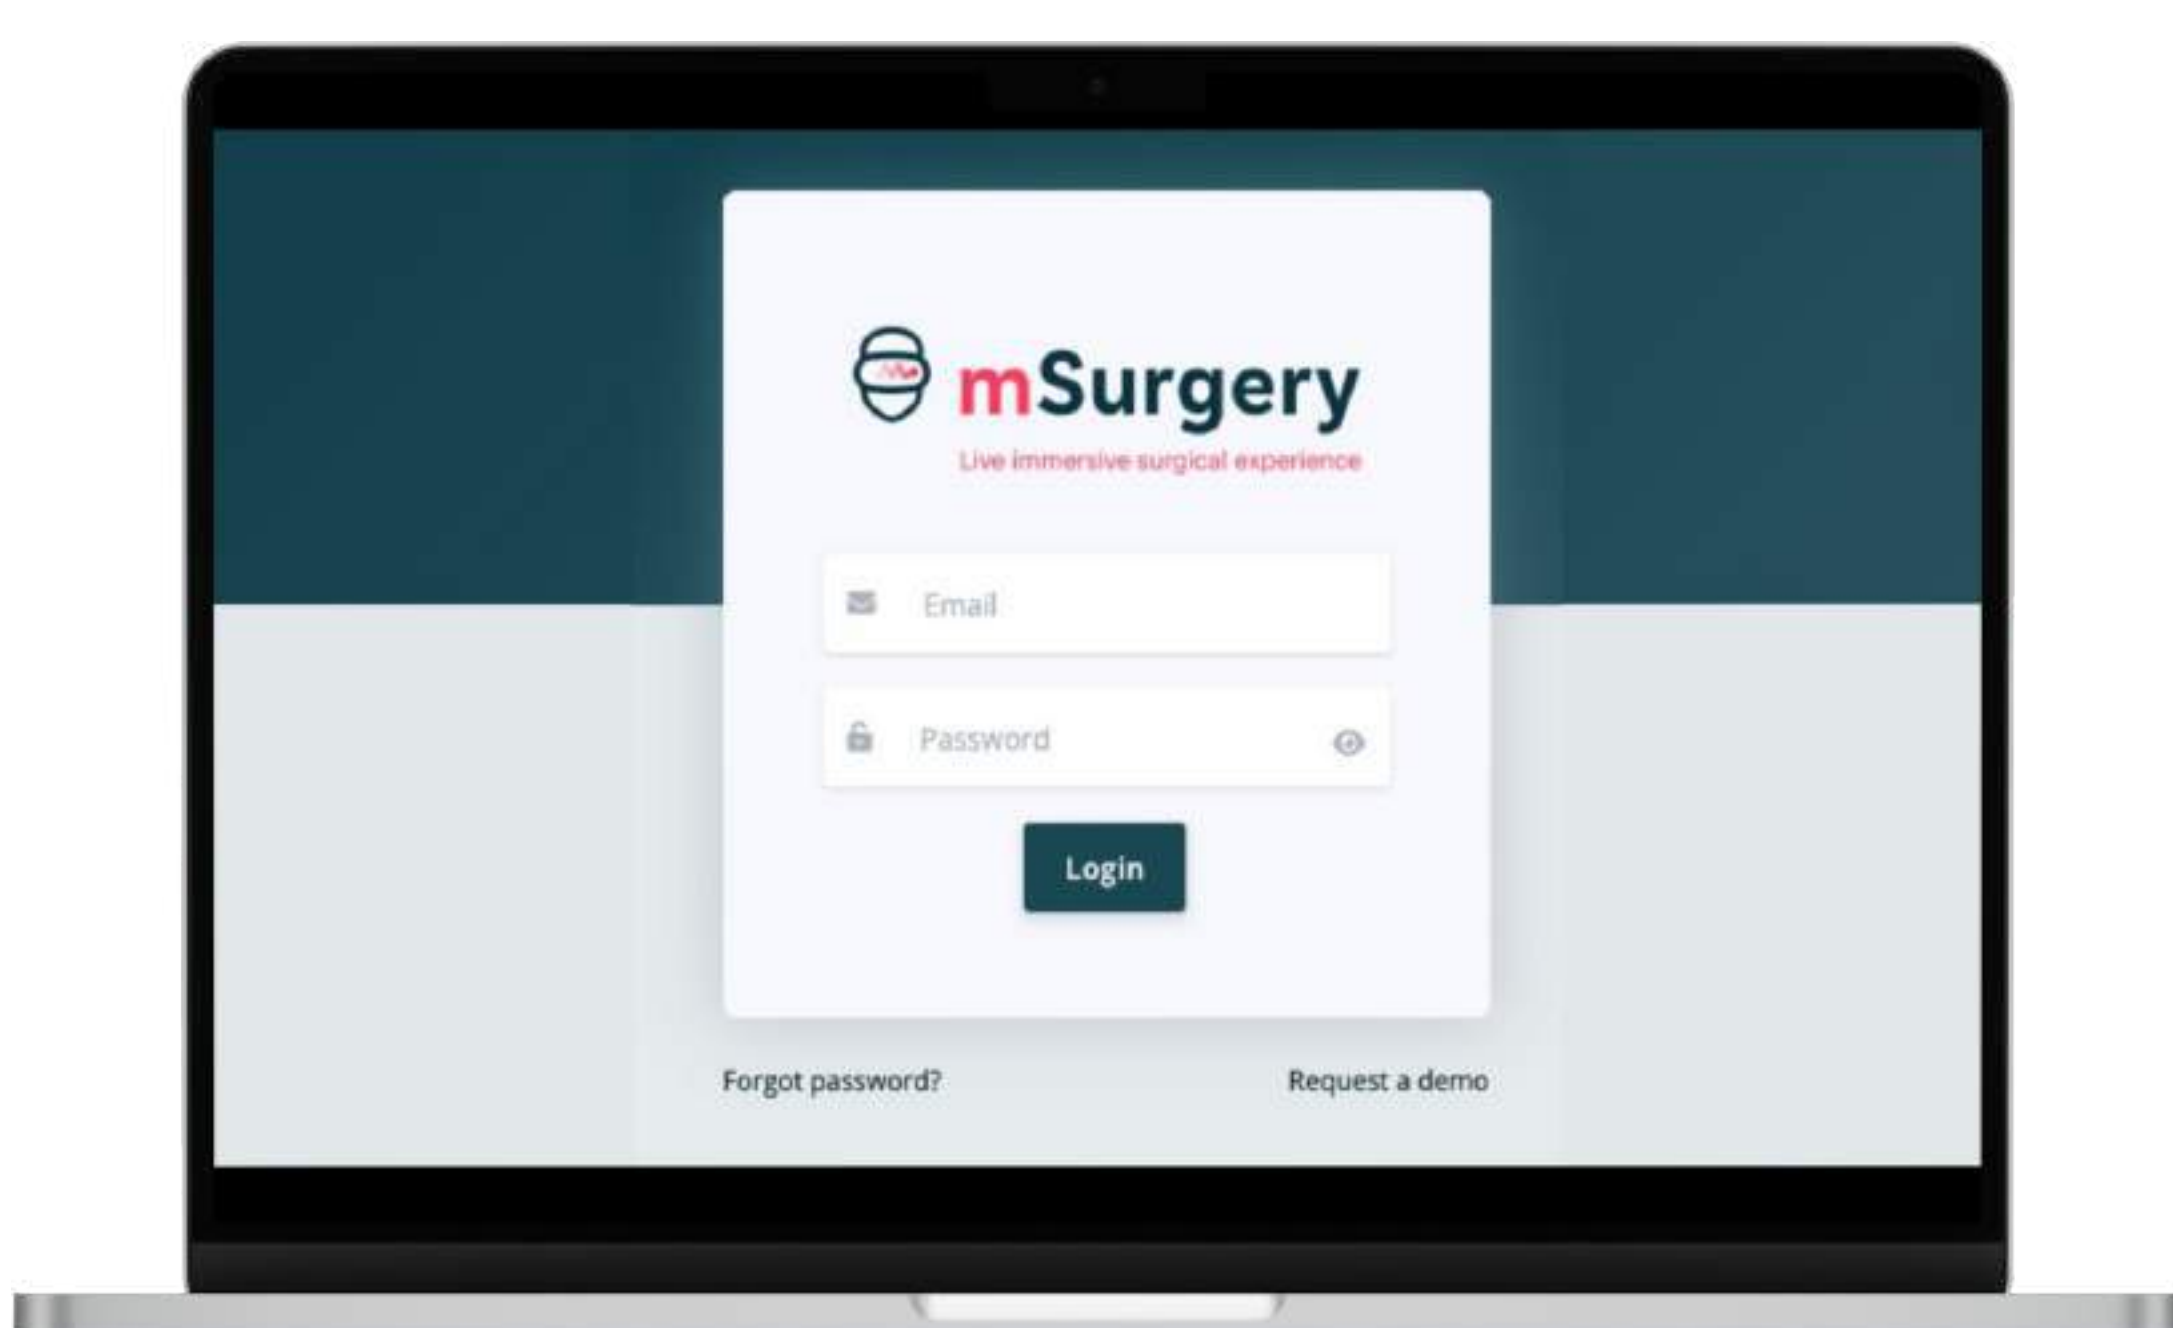 mSurgery
Live immersive surgical experience
Email
Password
Login
Forgot password?
Request a demo